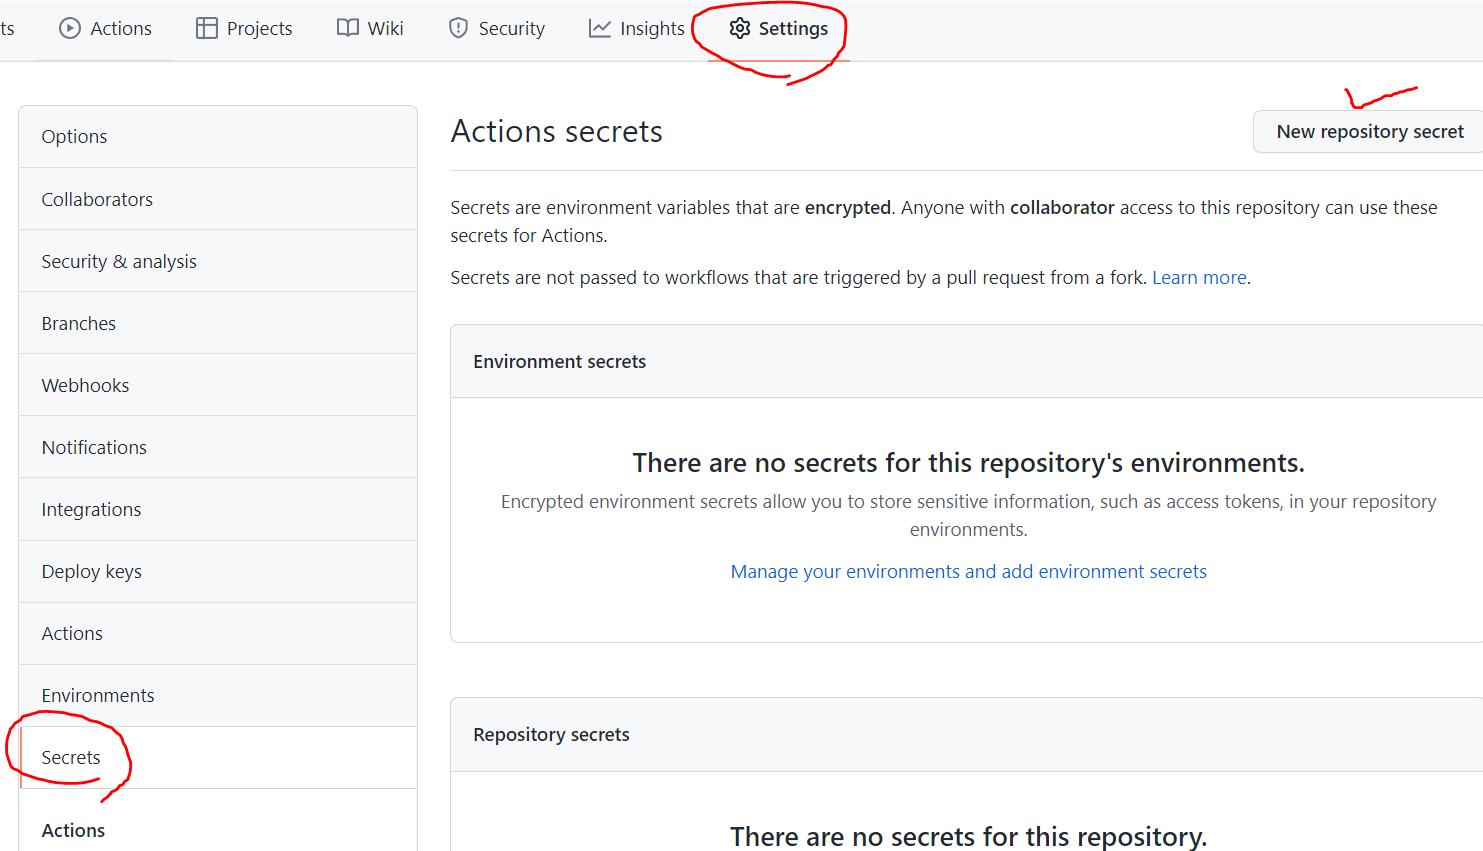 ts Actions Projects Wiki Security Insights Settings
Options
Collaborators
Security & analysis
Branches
Webhooks
Notifications
Integrations
Deploy keys
Actions
Environments
Secrets
Actions
Actions secrets
New repository secret
Secrets are environment variables that are encrypted. Anyone with collaborator access to this repository can use these
secrets for Actions.
Secrets are not passed to workflows that are triggered by a pull request from a fork. Learn more.
Environment secrets
There are no secrets for this repository's environments.
Encrypted environment secrets allow you to store sensitive information, such as access tokens, in your repository
environments.
Manage your environments and add environment secrets
Repository secrets
There are no secrets for this repository.